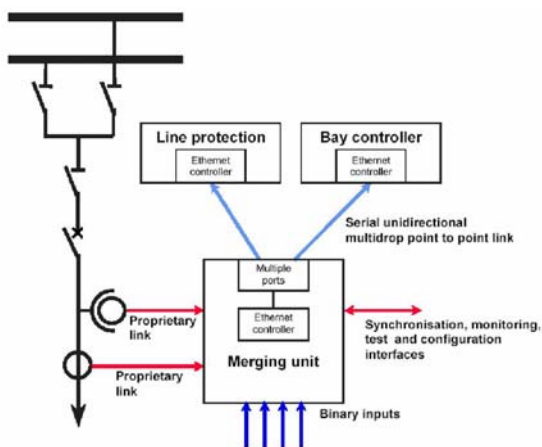 Line protection
Ethernet
controller
Bay controller
Ethernet
controller
Serial unidirectional
multidrop point to point link
Multiple
ports
Ethernet
controller
Merging unit
Proprietary
link
Proprietary
link
Synchronisation, monitoring,
test and configuration
interfaces
Binary inputs